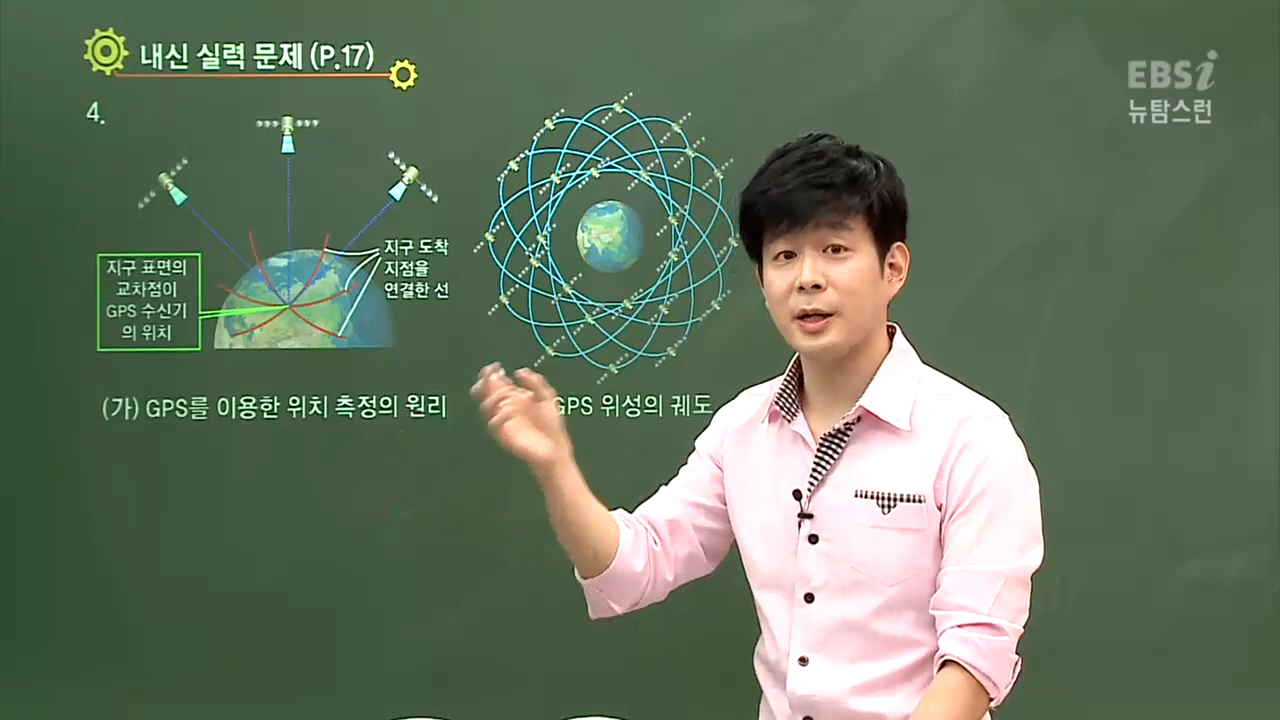 내신 실력 문제 (P.17)
EBSi
뉴탐스런
4.
지구 도착
지점을
연결한 선
지구 표면의
교차점이
GPS 수신기
의 위치
(가) GPS를 이용한 위치 측정의 원리
GPS 위성의 궤도